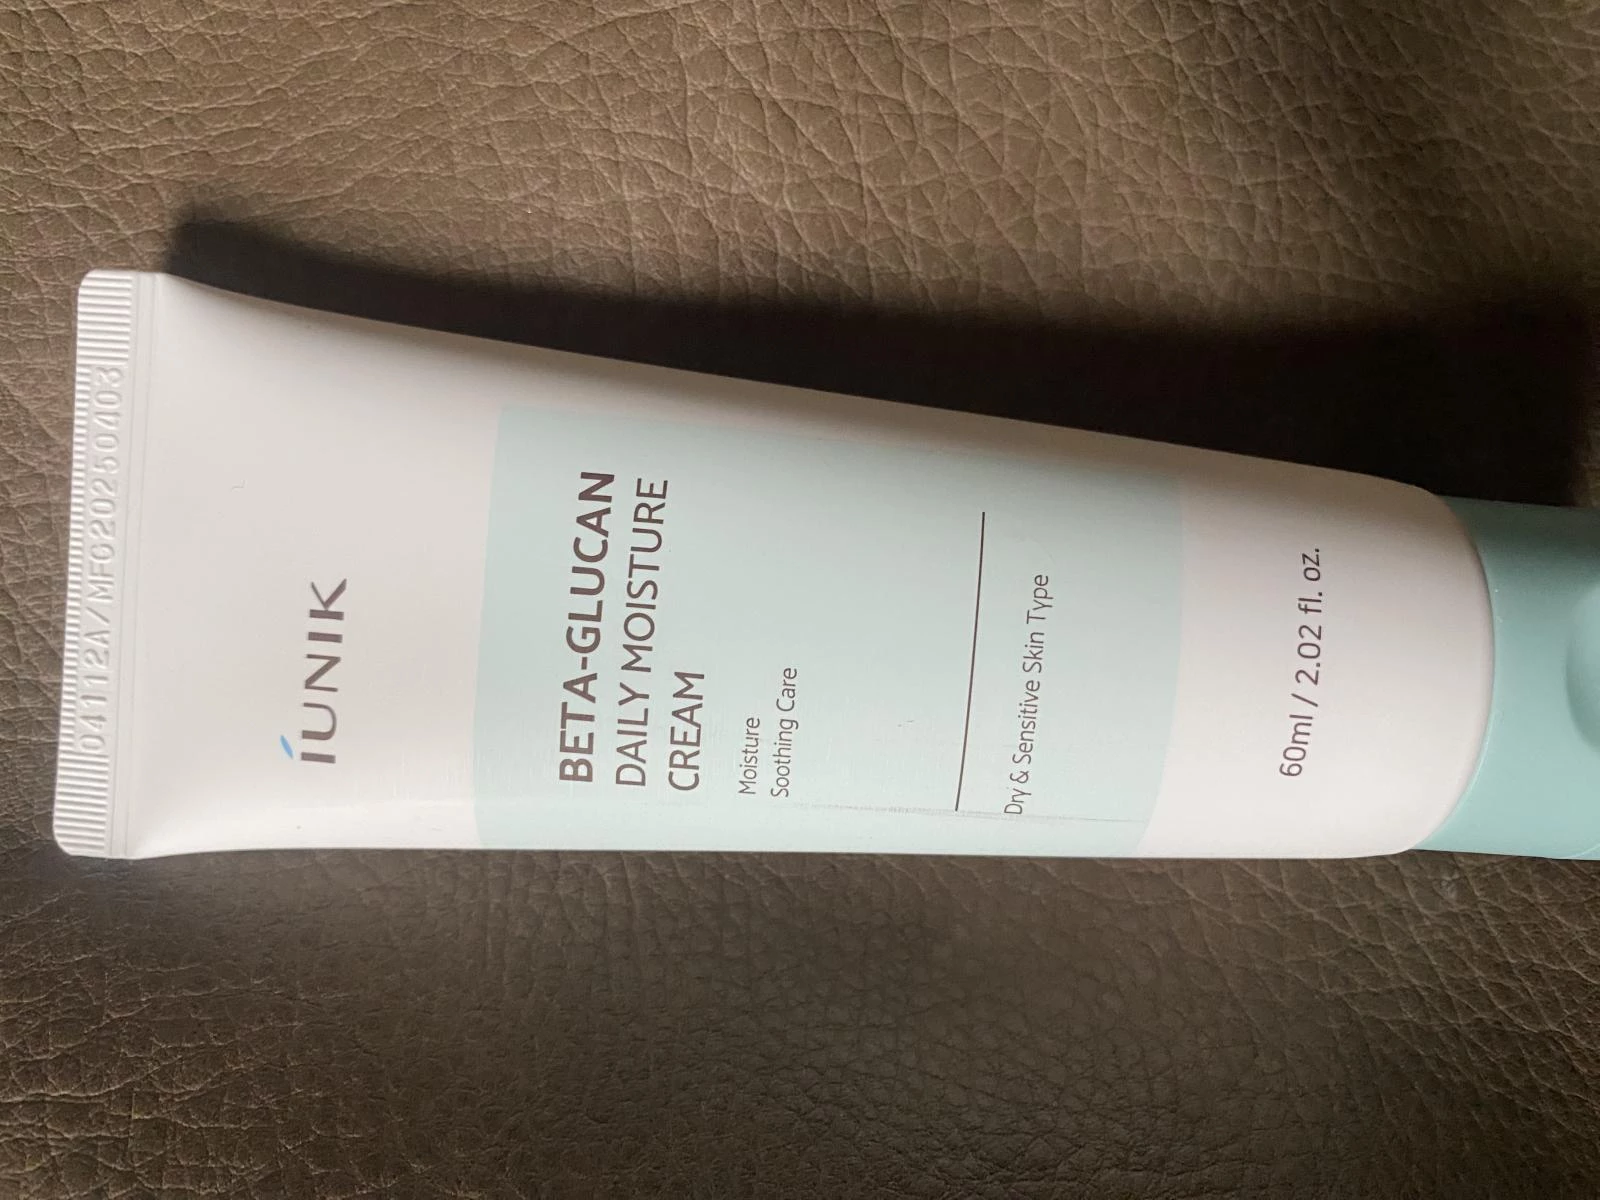 04112A/MFG20250403
IUNIK
BETA-GLUCAN
DAILY MOISTURE
CREAM
Moisture
Soothing Care
Dry & Sensitive Skin Type
60ml / 2.02 fl. oz.